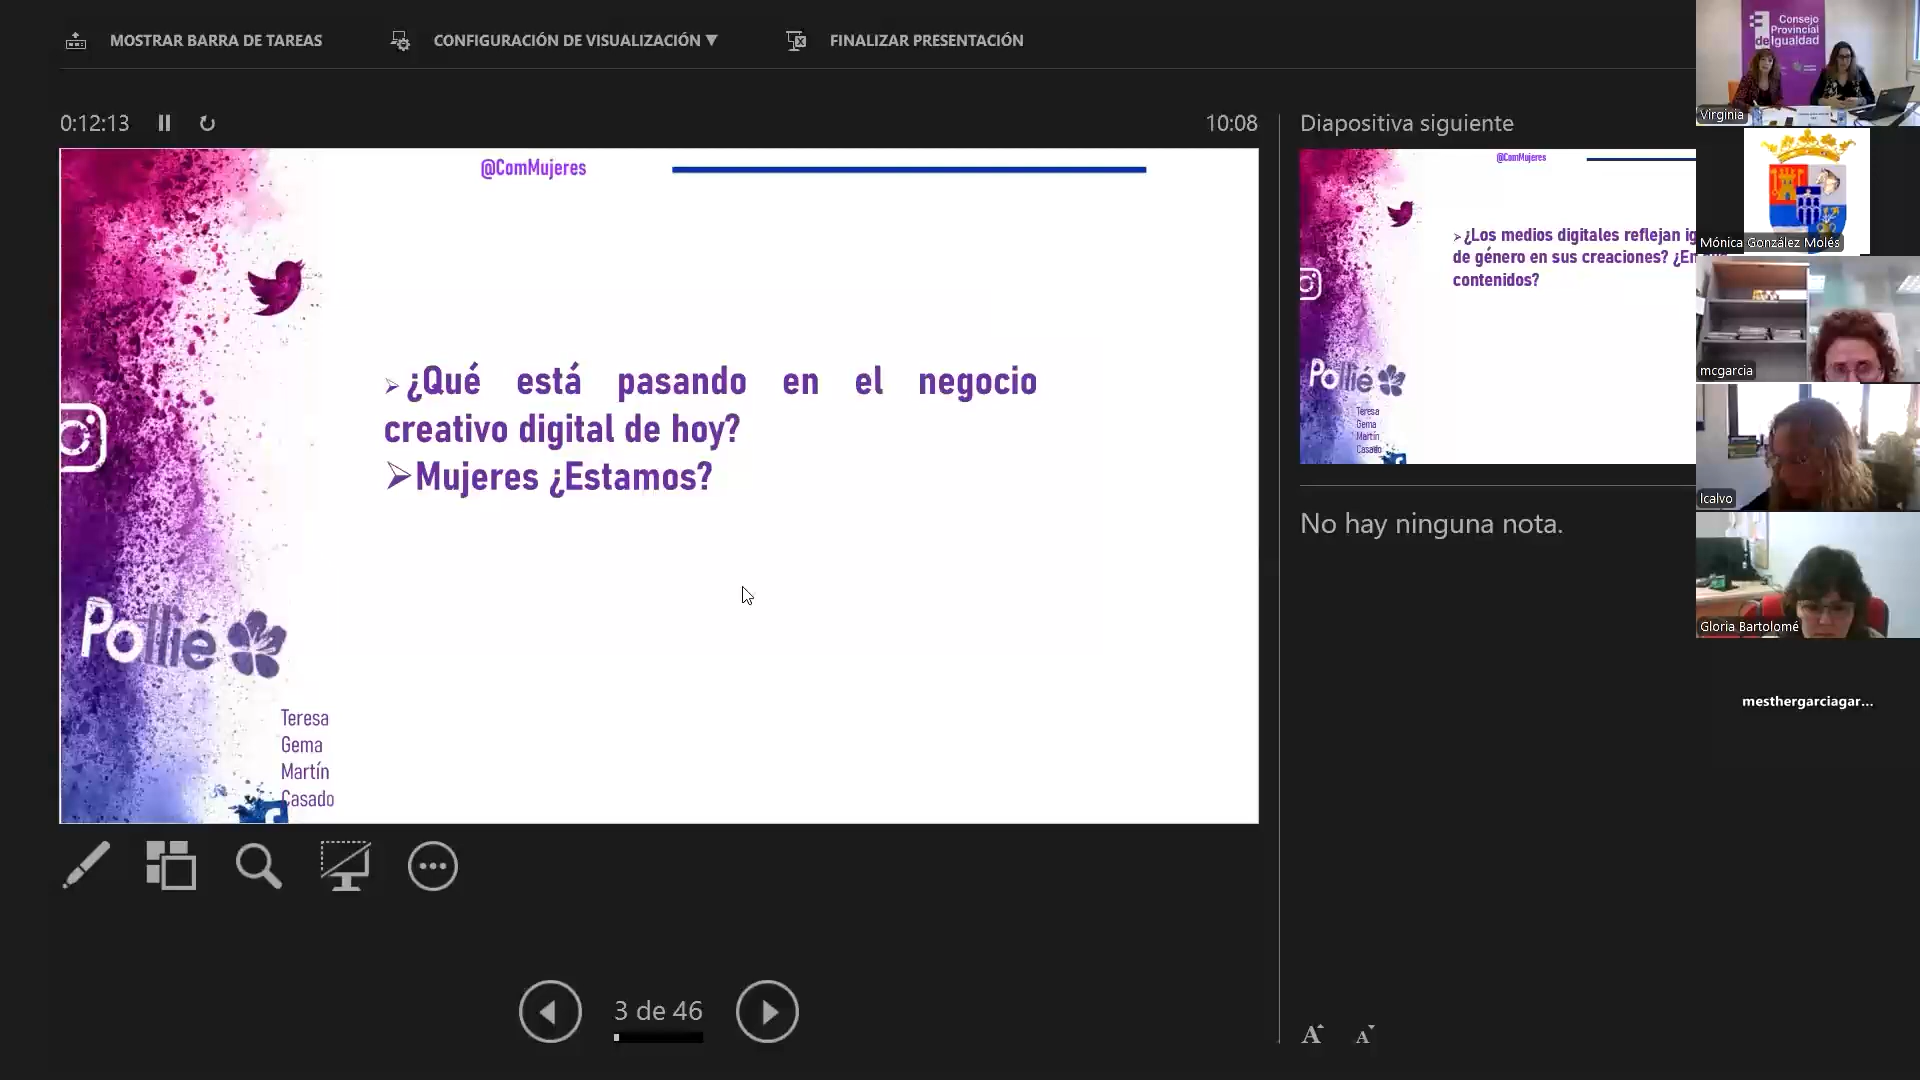 MOSTRAR BARRA DE TAREAS
CONFIGURACIÓN DE VISUALIZACIÓN ▼
FINALIZAR PRESENTACIÓN
0:12:13
10:08
@ComMujeres
➢¿Qué está pasando en el negocio
creativo digital de hoy?
➢Mujeres ¿Estamos?
Pollié
Teresa
Gema
Martín
Casado
3 de 46
Diapositiva siguiente
@ComMujeres
➢¿Los medios digitales reflejan ig
de género en sus creaciones? ¿En
contenidos?
Pollié
Teresa
Gema
Martín
Casado
No hay ninguna nota.
A A
Consejo
Provincial
de Igualdad
Virginia
Mónica González Molés
mcgarcia
lcalvo
Gloria Bartolomé
mesthergarciagar...